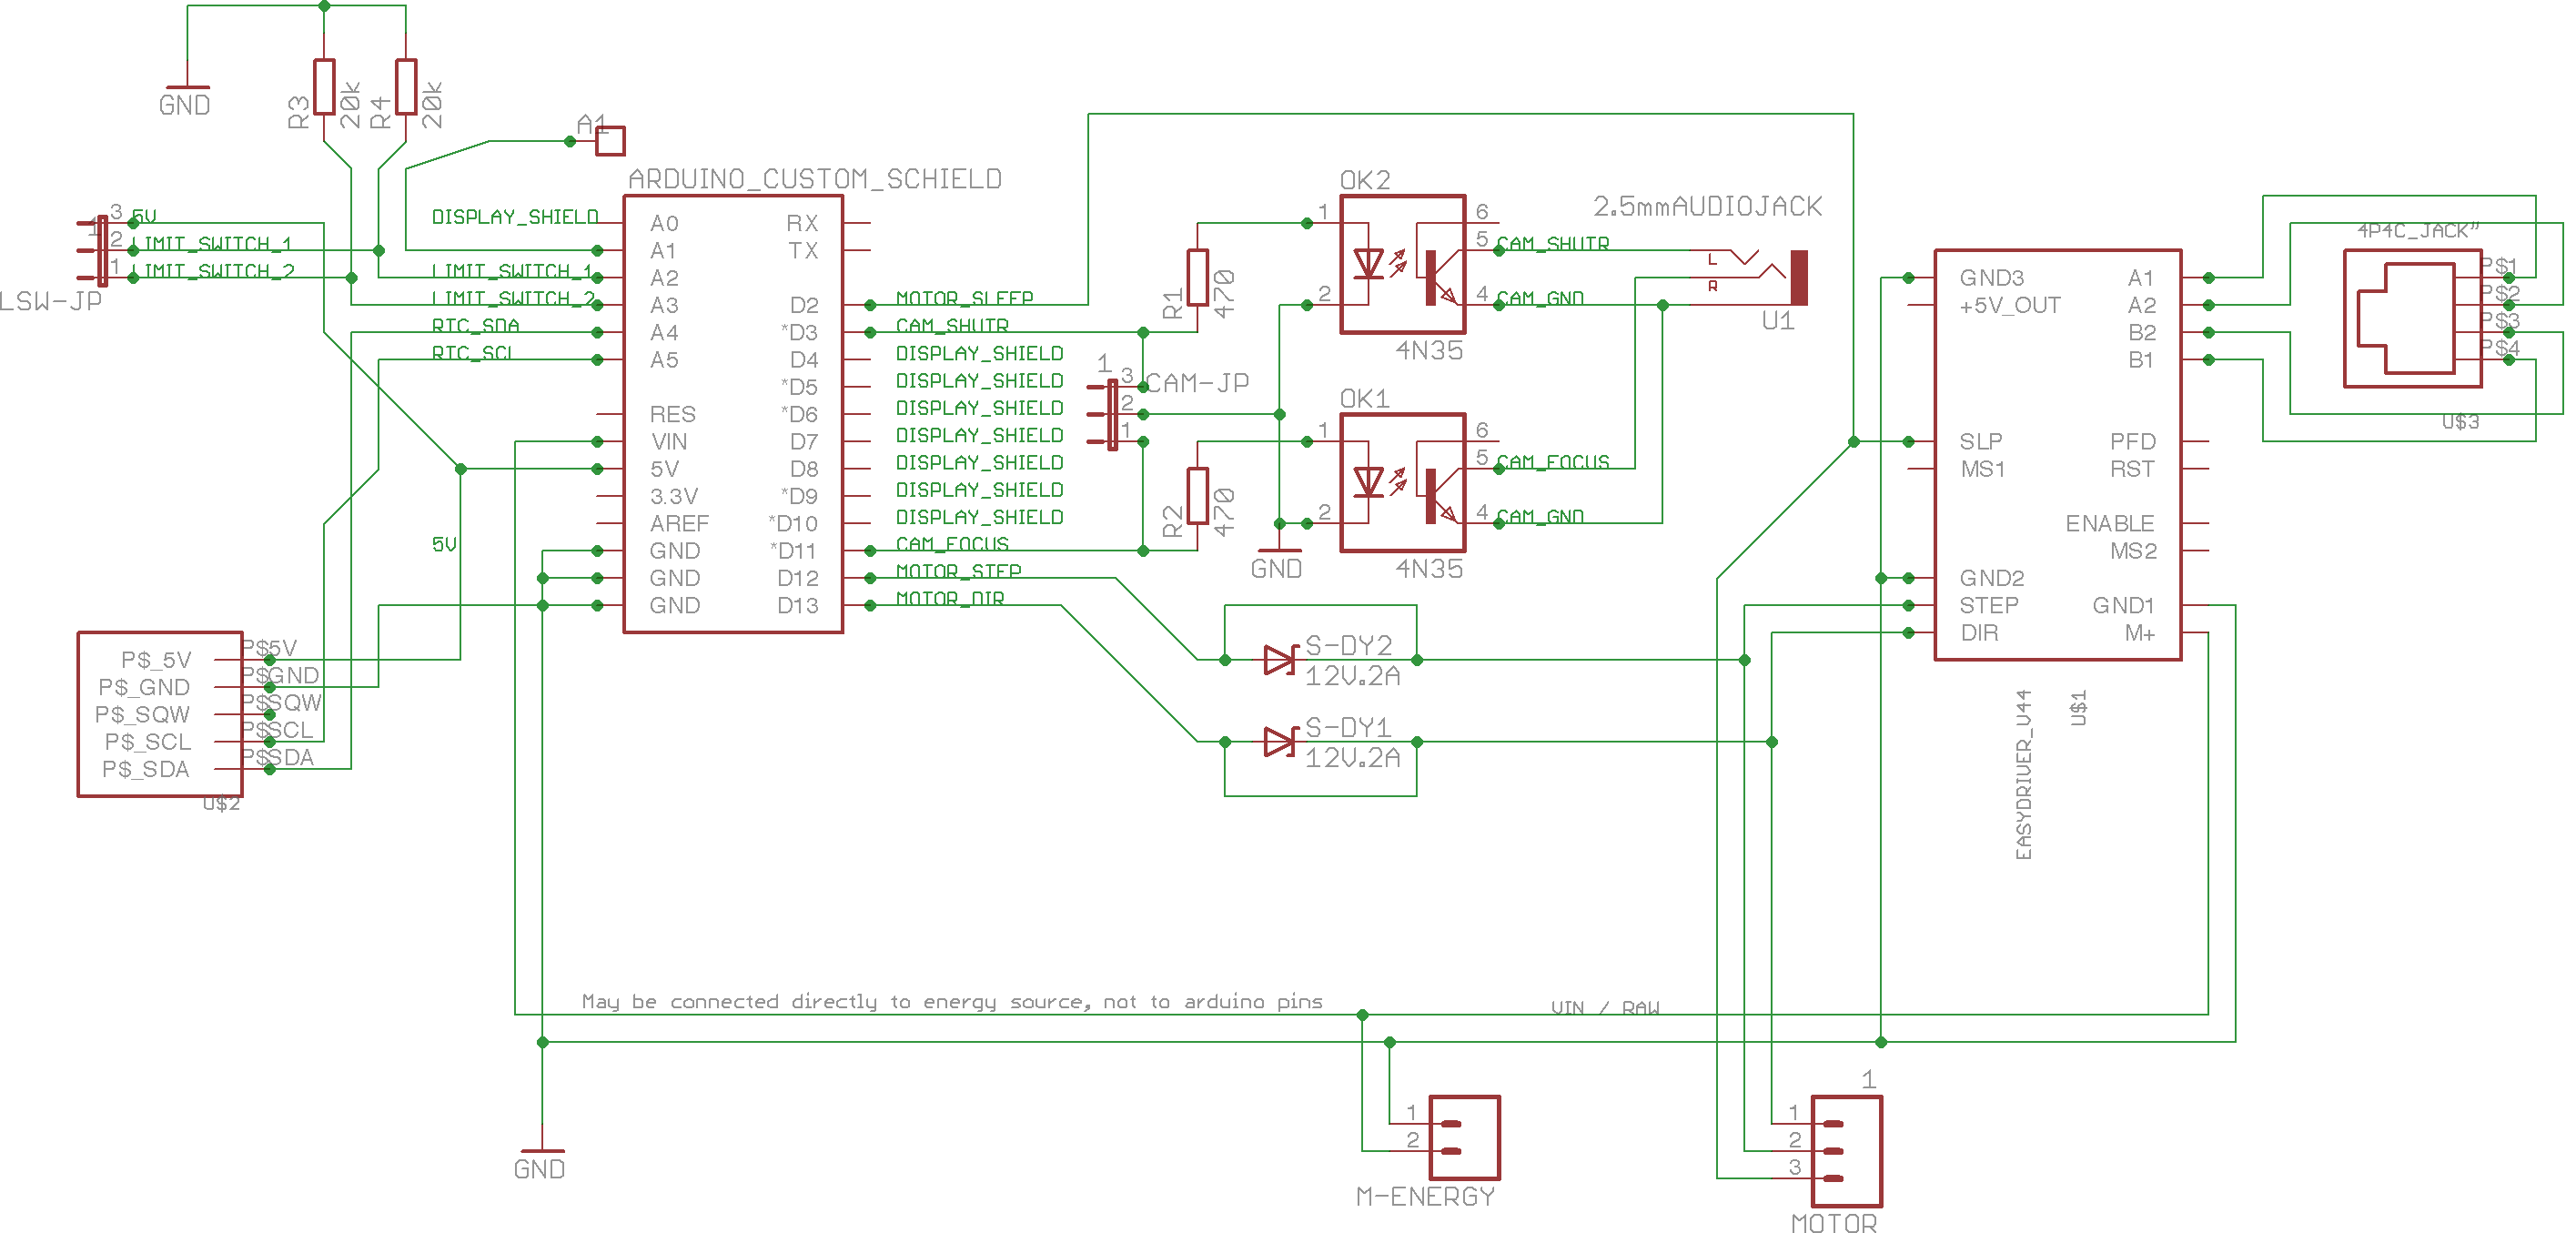 GND
R3
20k
R4
20k
A1
ARDUINO_CUSTOM_SCHIELD
1
3
2
1
5V
LIMIT_SWITCH_1
LIMIT_SWITCH_2
LSW-JP
DISPLAY_SHIELD
LIMIT_SWITCH_1
LIMIT_SWITCH_2
RTC_SDA
RTC_SCL
5V
A0
A1
A2
A3
A4
A5
RES
VIN
5V
3.3V
AREF
GND
GND
GND
RX
TX
D2
*D3
D4
*D5
*D6
D7
D8
*D9
*D10
*D11
D12
D13
MOTOR_SLEEP
CAM_SHUTR
DISPLAY_SHIELD
DISPLAY_SHIELD
DISPLAY_SHIELD
DISPLAY_SHIELD
DISPLAY_SHIELD
DISPLAY_SHIELD
DISPLAY_SHIELD
CAM_FOCUS
MOTOR_STEP
MOTOR_DIR
1
3
2
1
CAM-JP
R1
470
R2
470
GND
OK2
1
2
6
5
4
4N35
CAM_SHUTR
CAM_GND
OK1
1
2
6
5
4
4N35
CAM_FOCUS
CAM_GND
2.5mmAUDIOJACK
L
R
U1
S-DY2
12V.2A
S-DY1
12V.2A
GND3
+5V_OUT
SLP
MS1
GND2
STEP
DIR
A1
A2
B2
B1
PFD
RST
ENABLE
MS2
GND1
M+
EASYDRIVER_V44
U$1
4P4C_JACK"
P$1
P$2
P$3
P$4
U$3
P$_5V
P$_GND
P$_SQW
P$_SCL
P$_SDA
P$5V
P$GND
P$SQW
P$SCL
P$SDA
U$2
May be connected directly to energy source, not to arduino pins
VIN / RAW
GND
1
2
M-ENERGY
1
1
2
3
MOTOR